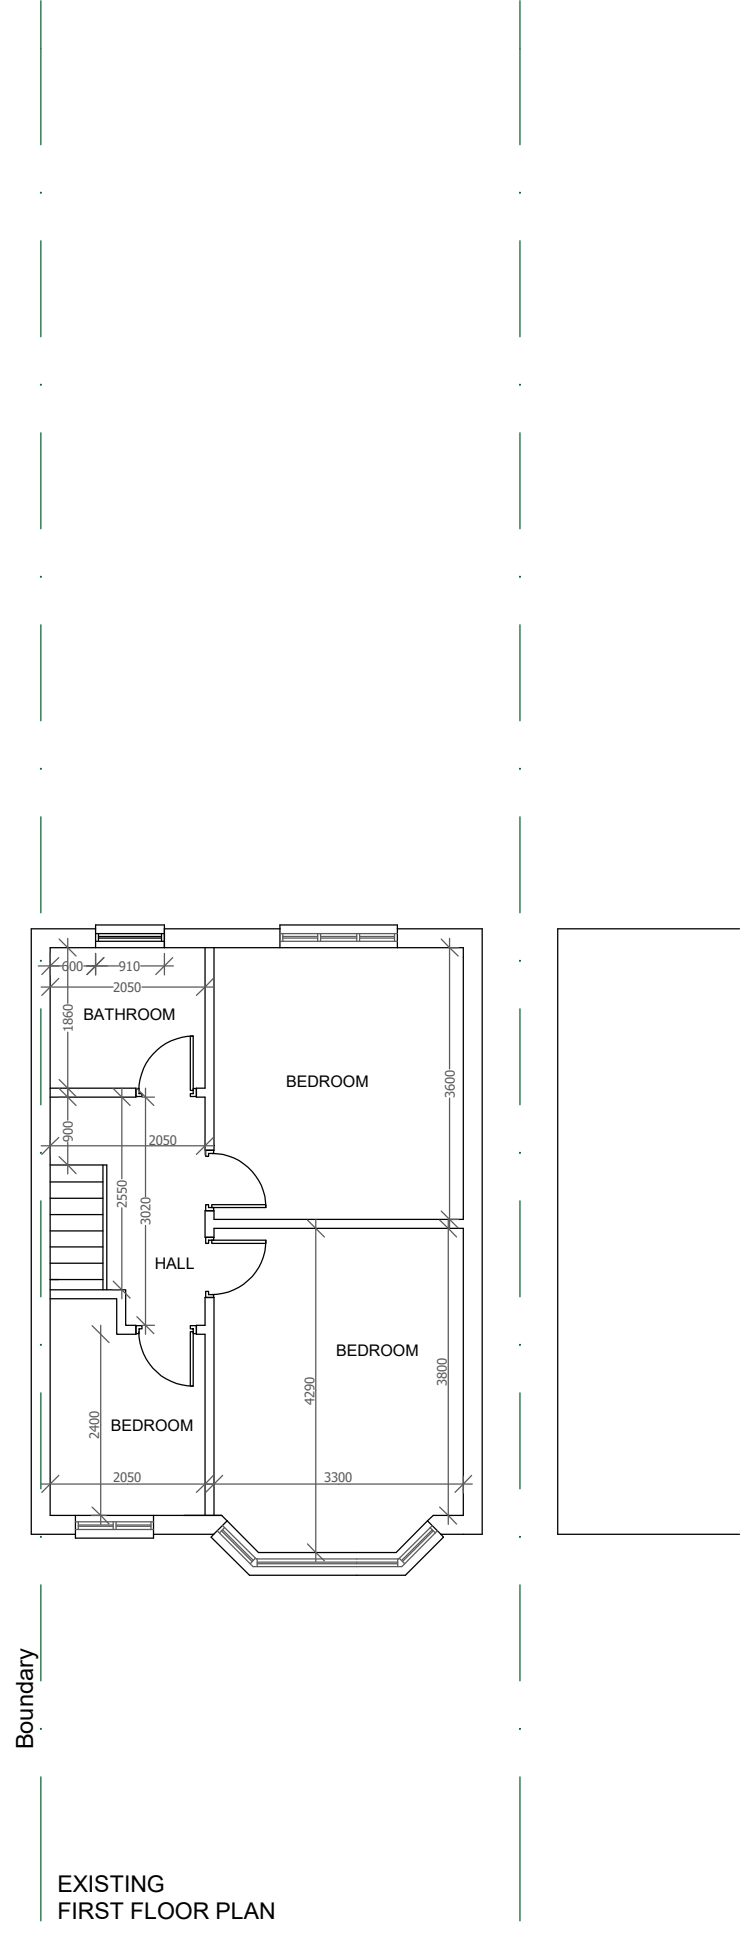 600
910
2050
1860
BATHROOM
BEDROOM
3600
900
2050
2550
3020
HALL
BEDROOM
3800
4290
2400
BEDROOM
2050
3300
Boundary
EXISTING
FIRST FLOOR PLAN